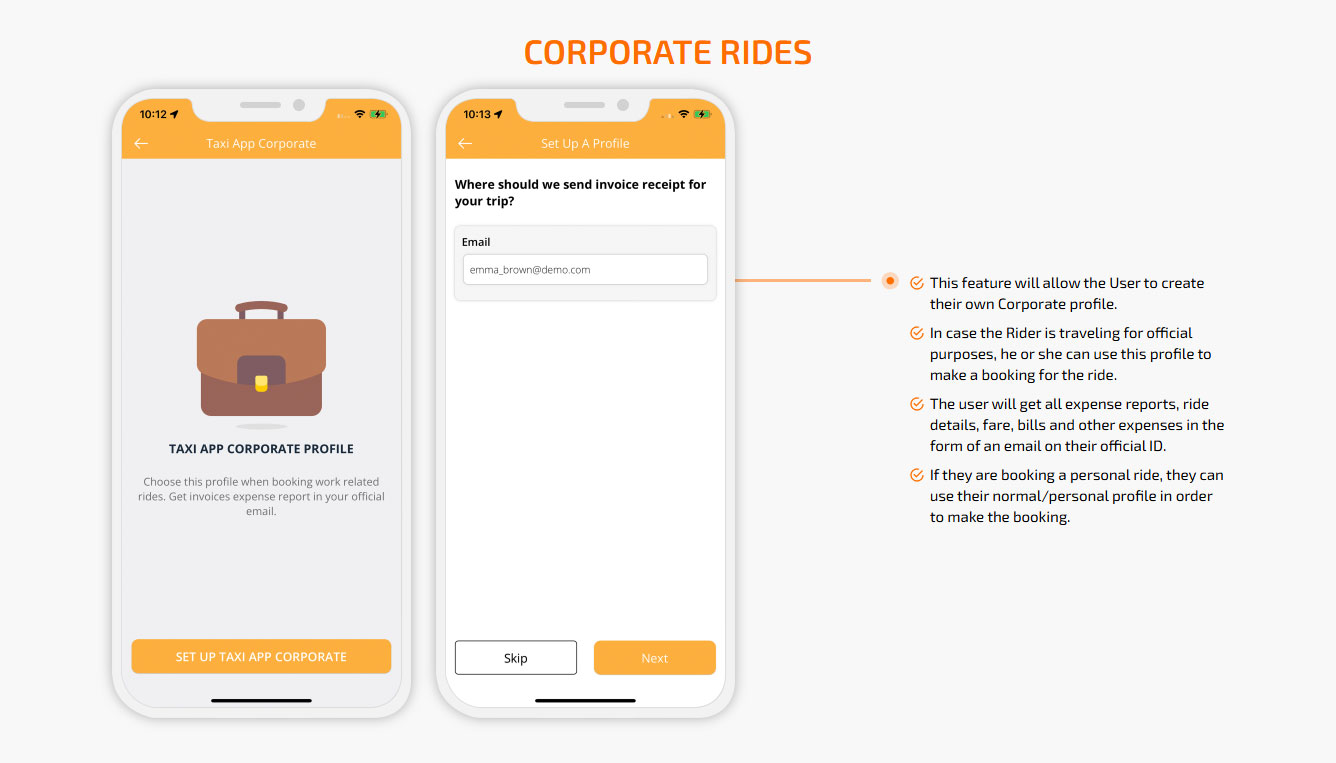 CORPORATE RIDES
10:12
Taxi App Corporate
TAXI APP CORPORATE PROFILE
Choose this profile when booking work related
rides. Get invoices expense report in your official
email.
SET UP TAXI APP CORPORATE
10:13
Set Up A Profile
Where should we send invoice receipt for
your trip?
Email
emma_brown@demo.com
Skip
Next
This feature will allow the User to create
their own Corporate profile.
In case the Rider is traveling for official
purposes, he or she can use this profile to
make a booking for the ride.
The user will get all expense reports, ride
details, fare, bills and other expenses in the
form of an email on their official ID.
If they are booking a personal ride, they can
use their normal/personal profile in order
to make the booking.